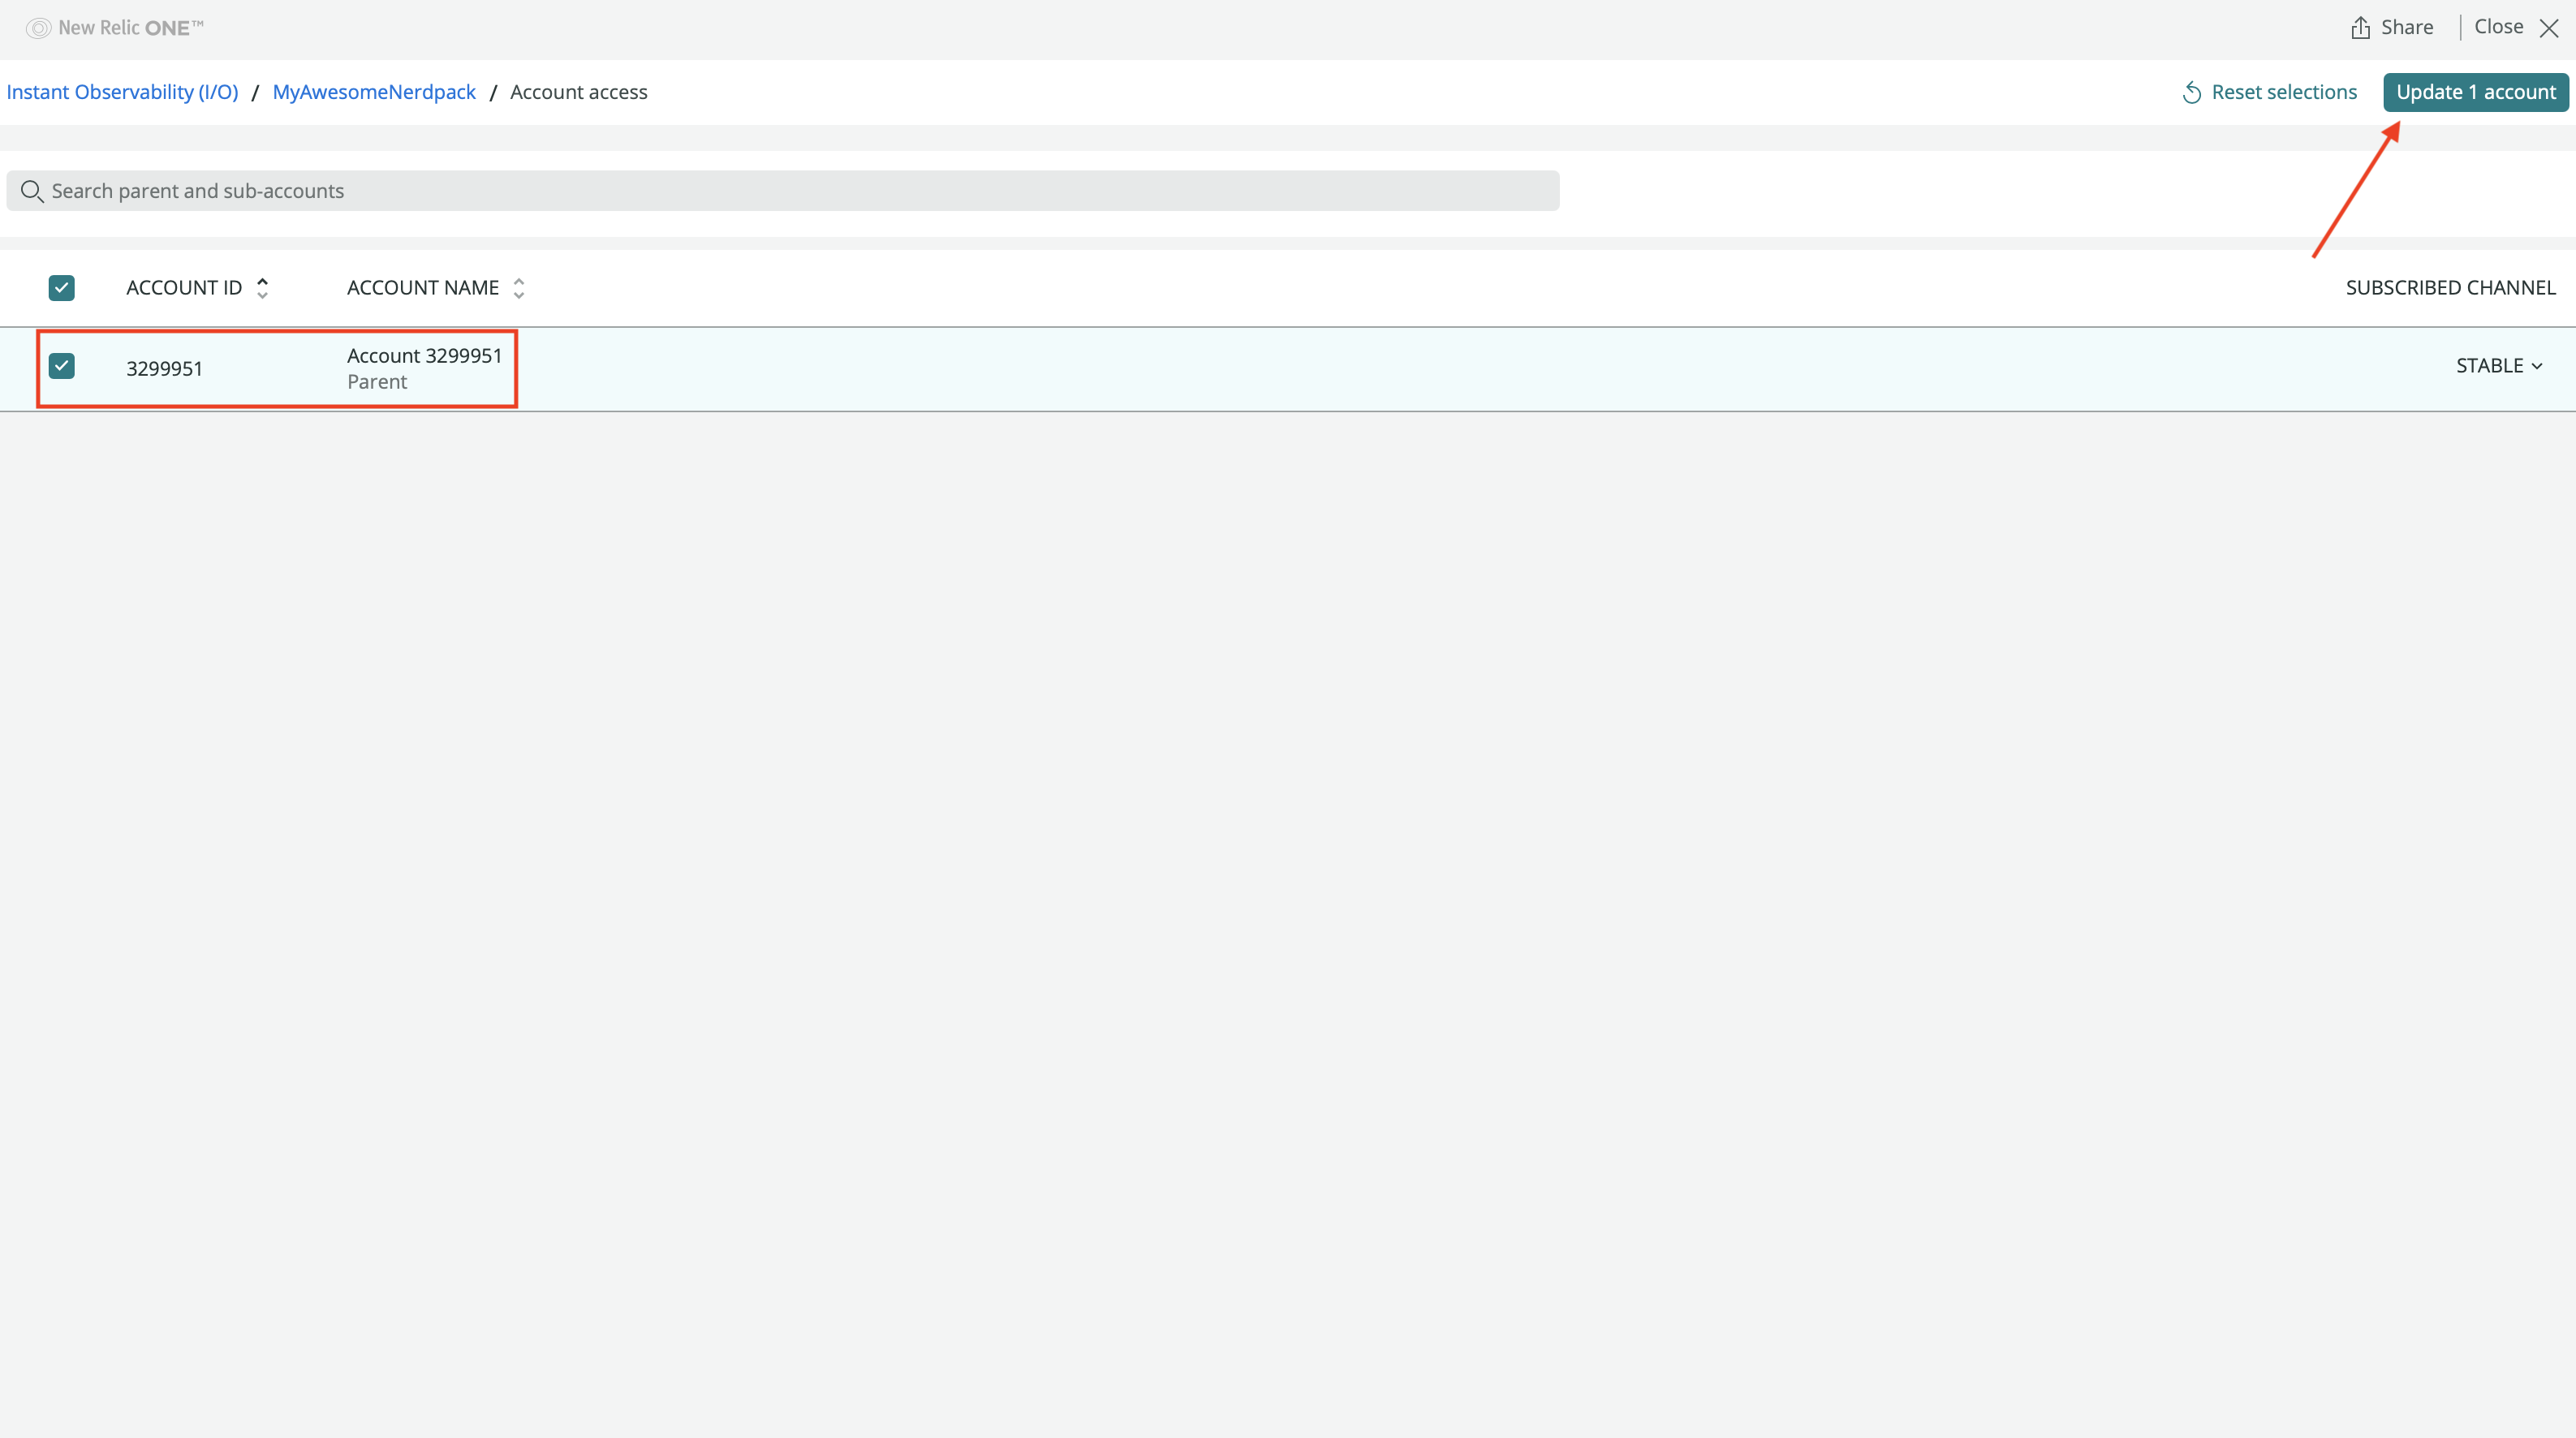 New Relic ONE™
Share
Close
Instant Observability (I/O) / MyAwesomeNerdpack / Account access
Reset selections
Update 1 account
Search parent and sub-accounts
ACCOUNT ID
ACCOUNT NAME
SUBSCRIBED CHANNEL
3299951
Account 3299951
Parent
STABLE